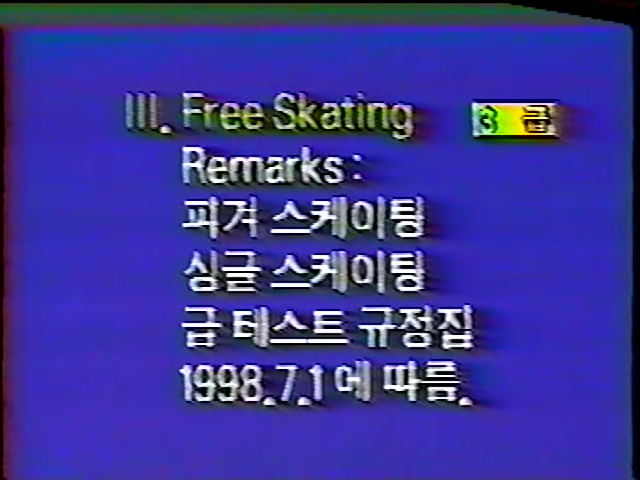 III. Free Skating 3 급
Remarks :
피겨 스케이팅
싱글 스케이팅
급 테스트 규정집
1998.7.1 에 따름.